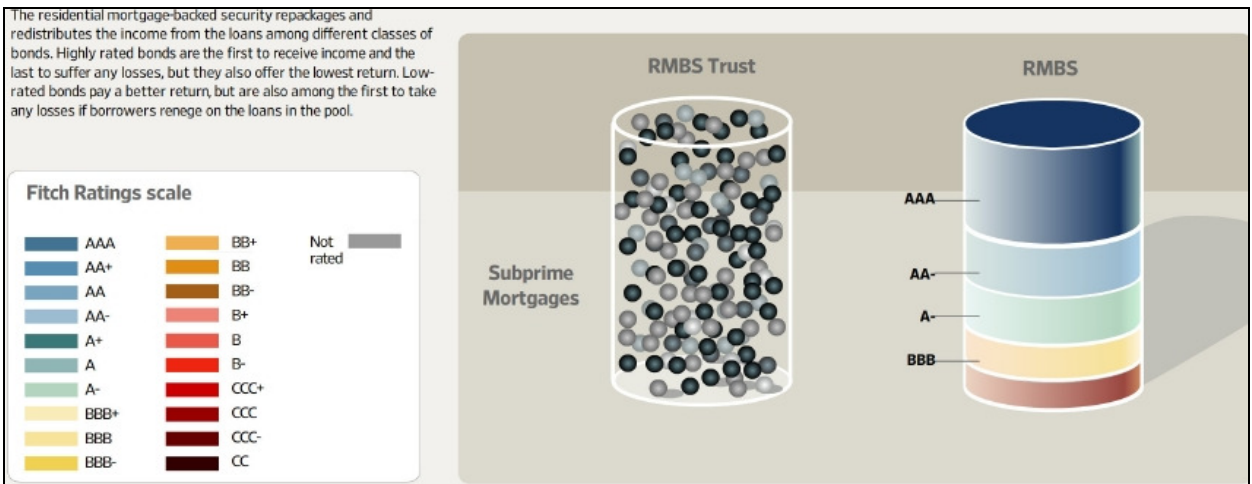 The residential mortgage-backed security repackages and
redistributes the income from the loans among different classes of
bonds. Highly rated bonds are the first to receive income and the
last to suffer any losses, but they also offer the lowest return. Low-
rated bonds pay a better return, but are also among the first to take
any losses if borrowers renege on the loans in the pool.
Fitch Ratings scale
AAA
AA+
AA
AA-
A+
A
A-
BBB+
BBB
BBB-
BB+
BB
BB-
B+
B
B-
CCC+
CCC
CCC-
CC
Not
rated
RMBS Trust
RMBS
Subprime
Mortgages
AAA
AA-
A-
BBB